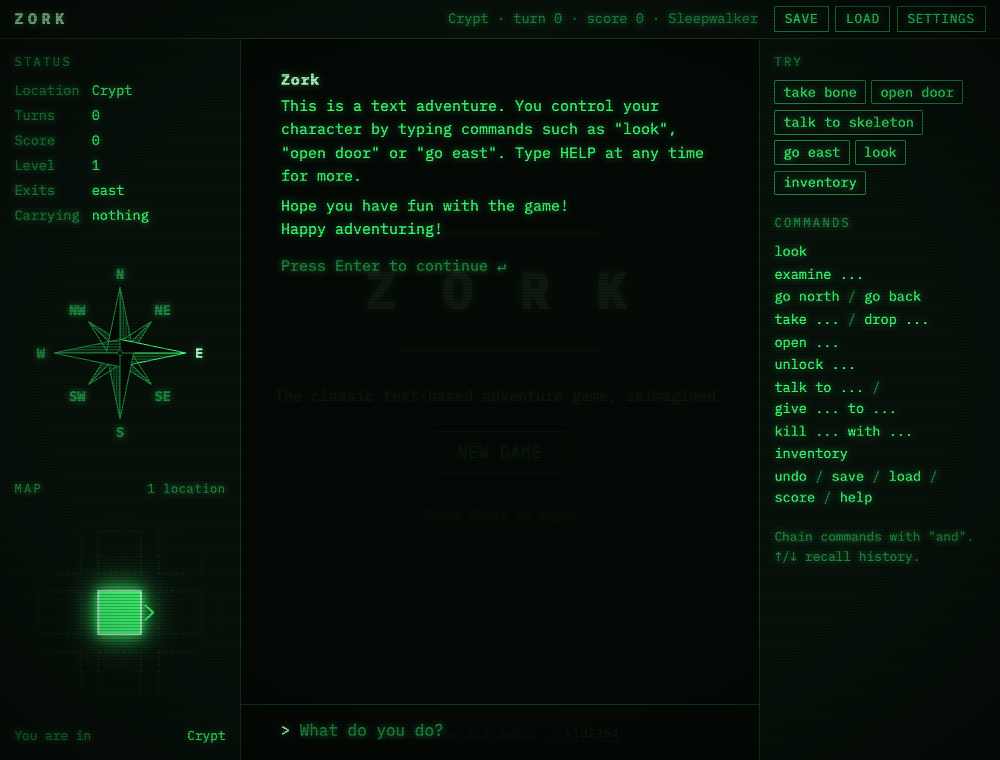 ZORK
Crypt · turn 0 · score 0 · Sleepwalker
SAVE
LOAD
SETTINGS
STATUS
Location Crypt
Turns 0
Score 0
Level 1
Exits east
Carrying nothing
N
NW NE
W E
SW SE
S
MAP 1 location
You are in Crypt
Zork
This is a text adventure. You control your
character by typing commands such as "look",
"open door" or "go east". Type HELP at any time
for more.
Hope you have fun with the game!
Happy adventuring!
Press Enter to continue ↵
Z O R K
The classic text-based adventure game, reimagined.
NEW GAME
Press Enter to begin
> What do you do?
sid2364
TRY
take bone
open door
talk to skeleton
go east
look
inventory
COMMANDS
look
examine ...
go north / go back
take ... / drop ...
open ...
unlock ...
talk to ... /
give ... to ...
kill ... with ...
inventory
undo / save / load /
score / help
Chain commands with "and".
↑/↓ recall history.